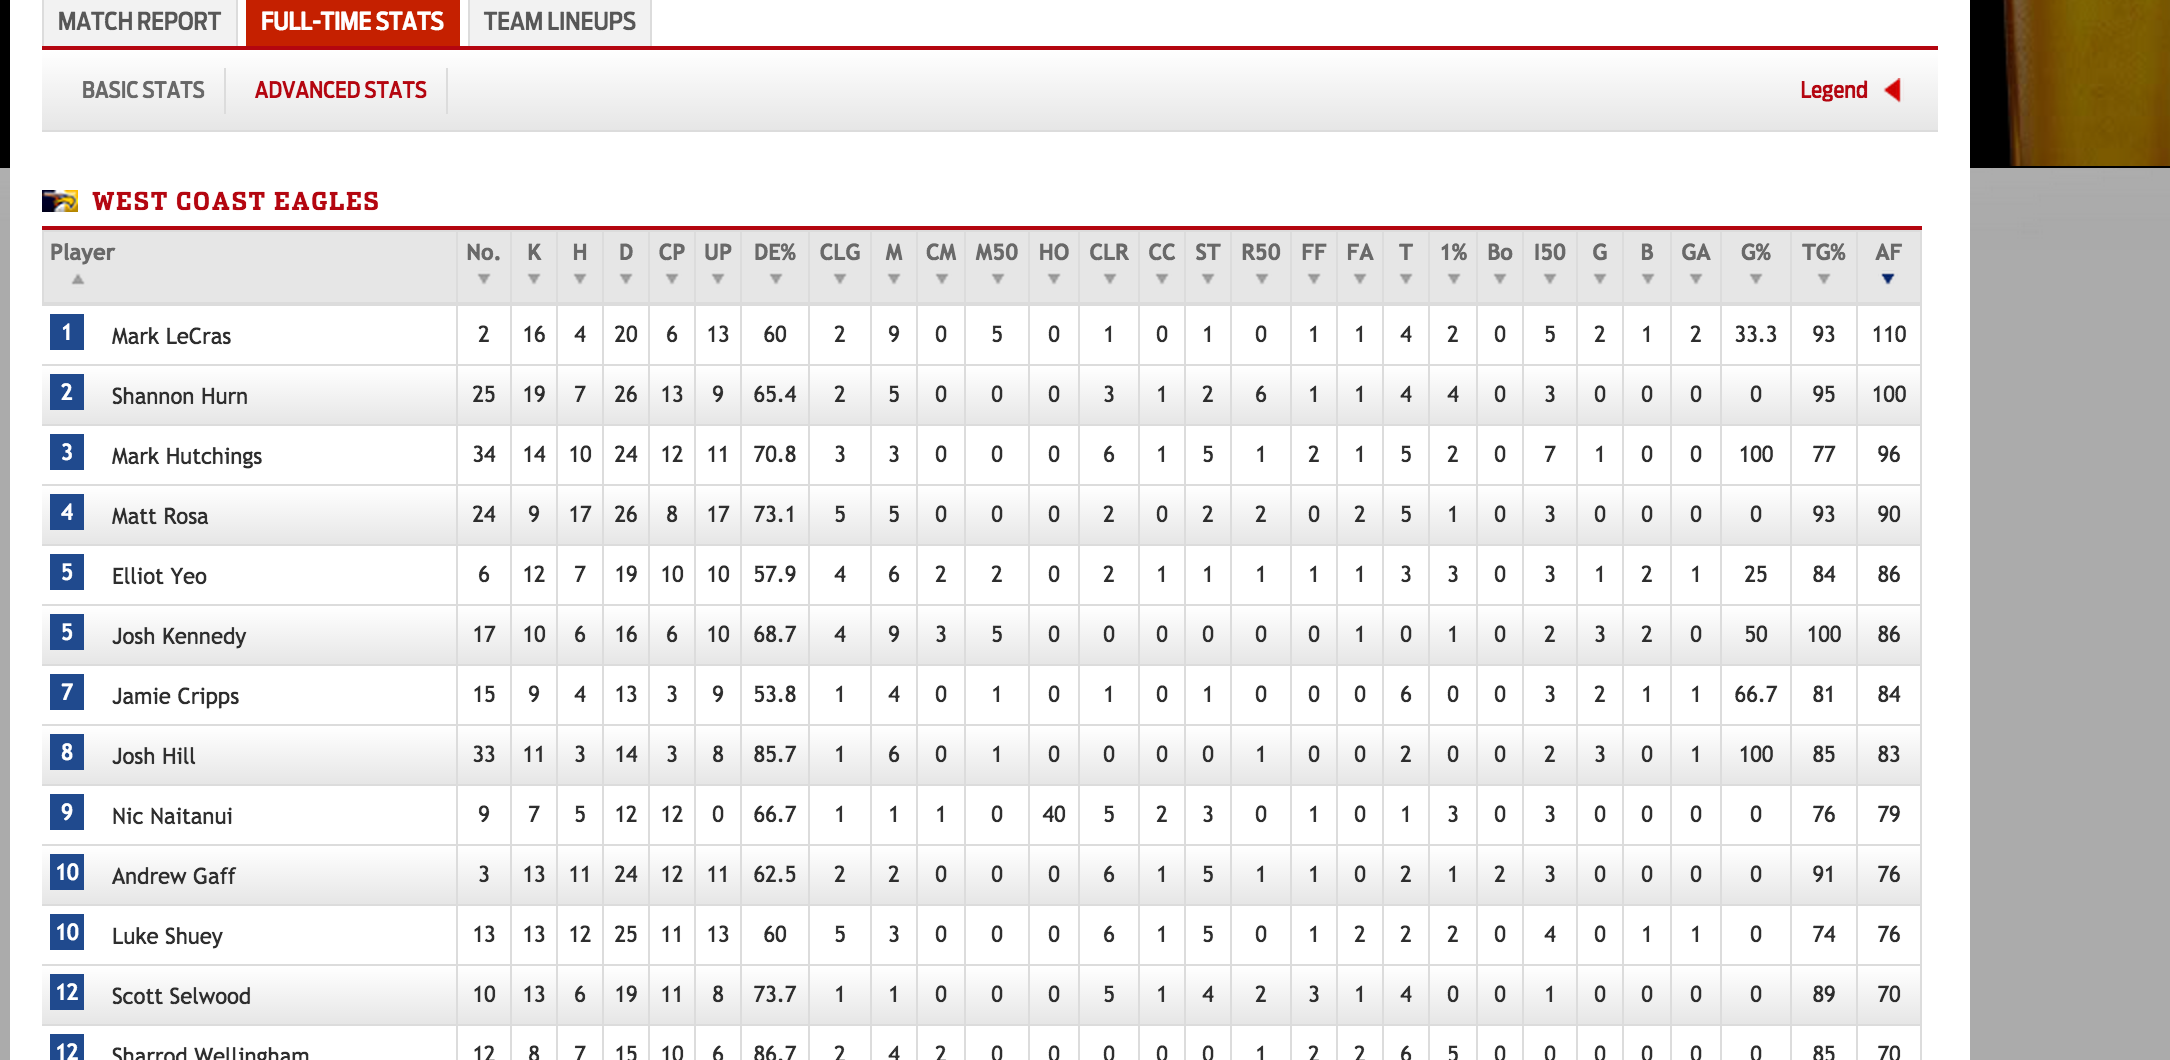 MATCH REPORT FULL-TIME STATS TEAM LINEUPS
BASIC STATS ADVANCED STATS Legend
WEST COAST EAGLES
Player No. K H D CP UP DE% CLG M CM M50 HO CLR CC ST R50 FF FA T 1% Bo I50 G B GA G% TG% AF
1 Mark LeCras 2 16 4 20 6 13 60 2 9 0 5 0 1 0 1 0 1 1 4 2 0 5 2 1 2 33.3 93 110
2 Shannon Hurn 25 19 7 26 13 9 65.4 2 5 0 0 0 3 1 2 6 1 1 4 4 0 3 0 0 0 0 95 100
3 Mark Hutchings 34 14 10 24 12 11 70.8 3 3 0 0 0 6 1 5 1 2 1 5 2 0 7 1 0 0 100 77 96
4 Matt Rosa 24 9 17 26 8 17 73.1 5 5 0 0 0 2 0 2 2 0 2 5 1 0 3 0 0 0 0 93 90
5 Elliot Yeo 6 12 7 19 10 10 57.9 4 6 2 2 0 2 1 1 1 1 1 3 3 0 3 1 2 1 25 84 86
5 Josh Kennedy 17 10 6 16 6 10 68.7 4 9 3 5 0 0 0 0 0 0 1 0 1 0 2 3 2 0 50 100 86
7 Jamie Cripps 15 9 4 13 3 9 53.8 1 4 0 1 0 1 0 1 0 0 0 6 0 0 3 2 1 1 66.7 81 84
8 Josh Hill 33 11 3 14 3 8 85.7 1 6 0 1 0 0 0 0 1 0 0 2 0 0 2 3 0 1 100 85 83
9 Nic Naitanui 9 7 5 12 12 0 66.7 1 1 1 0 40 5 2 3 0 1 0 1 3 0 3 0 0 0 0 76 79
10 Andrew Gaff 3 13 11 24 12 11 62.5 2 2 0 0 0 6 1 5 1 1 0 2 1 2 3 0 0 0 0 91 76
10 Luke Shuey 13 13 12 25 11 13 60 5 3 0 0 0 6 1 5 0 1 2 2 2 0 4 0 1 1 0 74 76
12 Scott Selwood 10 13 6 19 11 8 73.7 1 1 0 0 0 5 1 4 2 3 1 4 0 0 1 0 0 0 0 89 70
12 Sharrod Wellingham 12 8 7 15 10 6 86.7 2 4 2 0 0 0 0 0 1 2 2 6 5 0 0 0 0 0 0 85 70